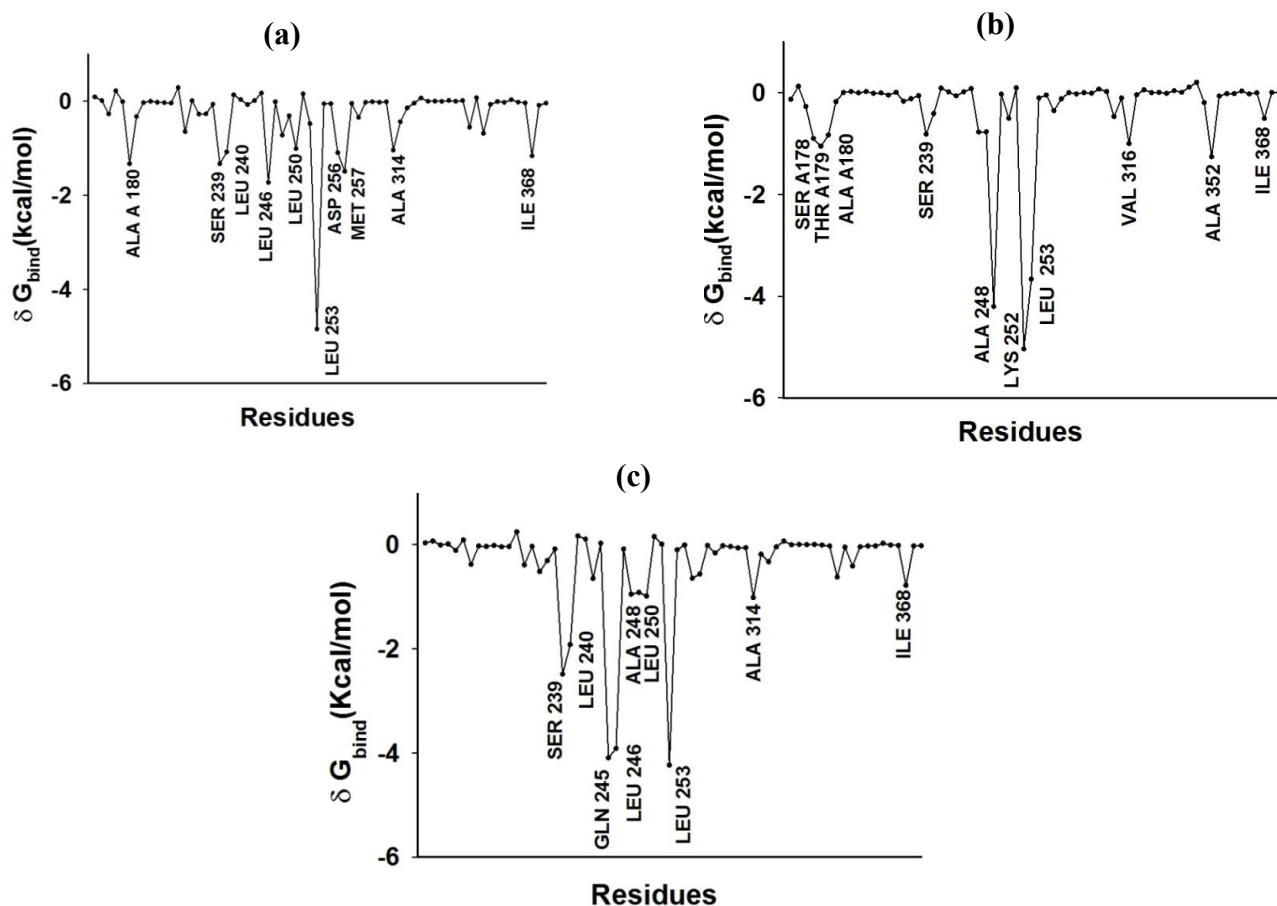 (a)
0
-2
-4
-6
δ G bind (kcal/mol)
ALA A 180
SER 239
LEU 240
LEU 246
LEU 250
LEU 253
ASP 256
MET 257
ALA 314
ILE 368
Residues
(b)
0
-2
-4
-6
δ G bind (kcal/mol)
SER A178
THR A179
ALA A180
SER 239
ALA 248
LYS 252
LEU 253
VAL 316
ALA 352
ILE 368
Residues
(c)
0
-2
-4
-6
δ G bind (Kcal/mol)
SER 239
LEU 240
GLN 245
LEU 246
ALA 248
LEU 250
LEU 253
ALA 314
ILE 368
Residues